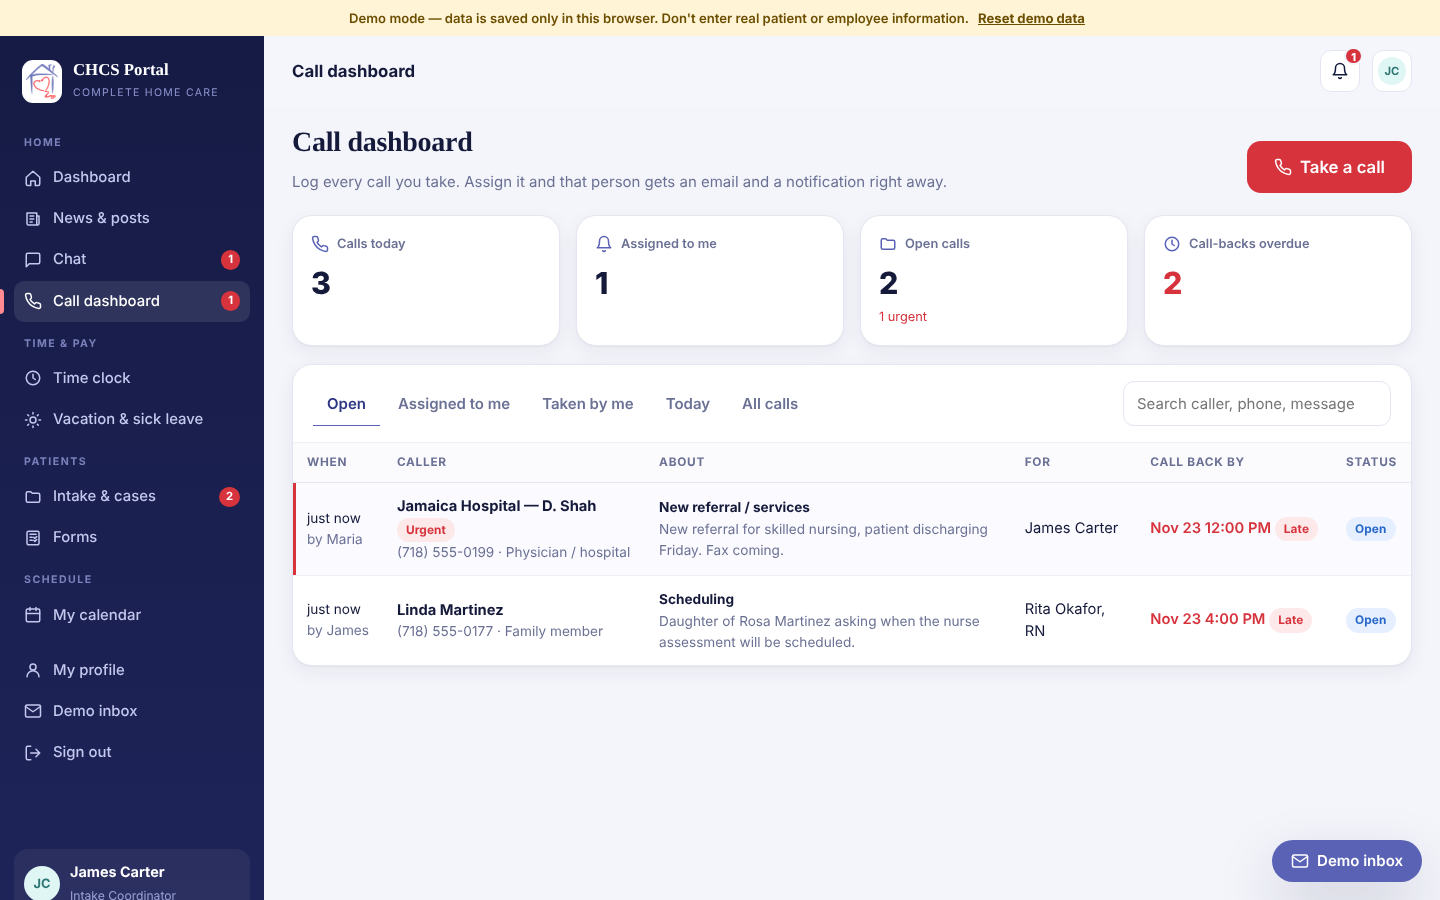 Demo mode — data is saved only in this browser. Don't enter real patient or employee information. Reset demo data
CHCS Portal
COMPLETE HOME CARE
HOME
Dashboard
News & posts
Chat 1
Call dashboard 1
TIME & PAY
Time clock
Vacation & sick leave
PATIENTS
Intake & cases 2
Forms
SCHEDULE
My calendar
My profile
Demo inbox
Sign out
JC
James Carter
Intake Coordinator
Call dashboard
1
JC
Call dashboard
Log every call you take. Assign it and that person gets an email and a notification right away.
Take a call
Calls today
3
Assigned to me
1
Open calls
2
1 urgent
Call-backs overdue
2
Open Assigned to me Taken by me Today All calls
Search caller, phone, message
WHEN CALLER ABOUT FOR CALL BACK BY STATUS
just now
by Maria
Jamaica Hospital — D. Shah
Urgent
(718) 555-0199 · Physician / hospital
New referral / services
New referral for skilled nursing, patient discharging
Friday. Fax coming.
James Carter
Nov 23 12:00 PM Late
Open
just now
by James
Linda Martinez
(718) 555-0177 · Family member
Scheduling
Daughter of Rosa Martinez asking when the nurse
assessment will be scheduled.
Rita Okafor,
RN
Nov 23 4:00 PM Late
Open
Demo inbox